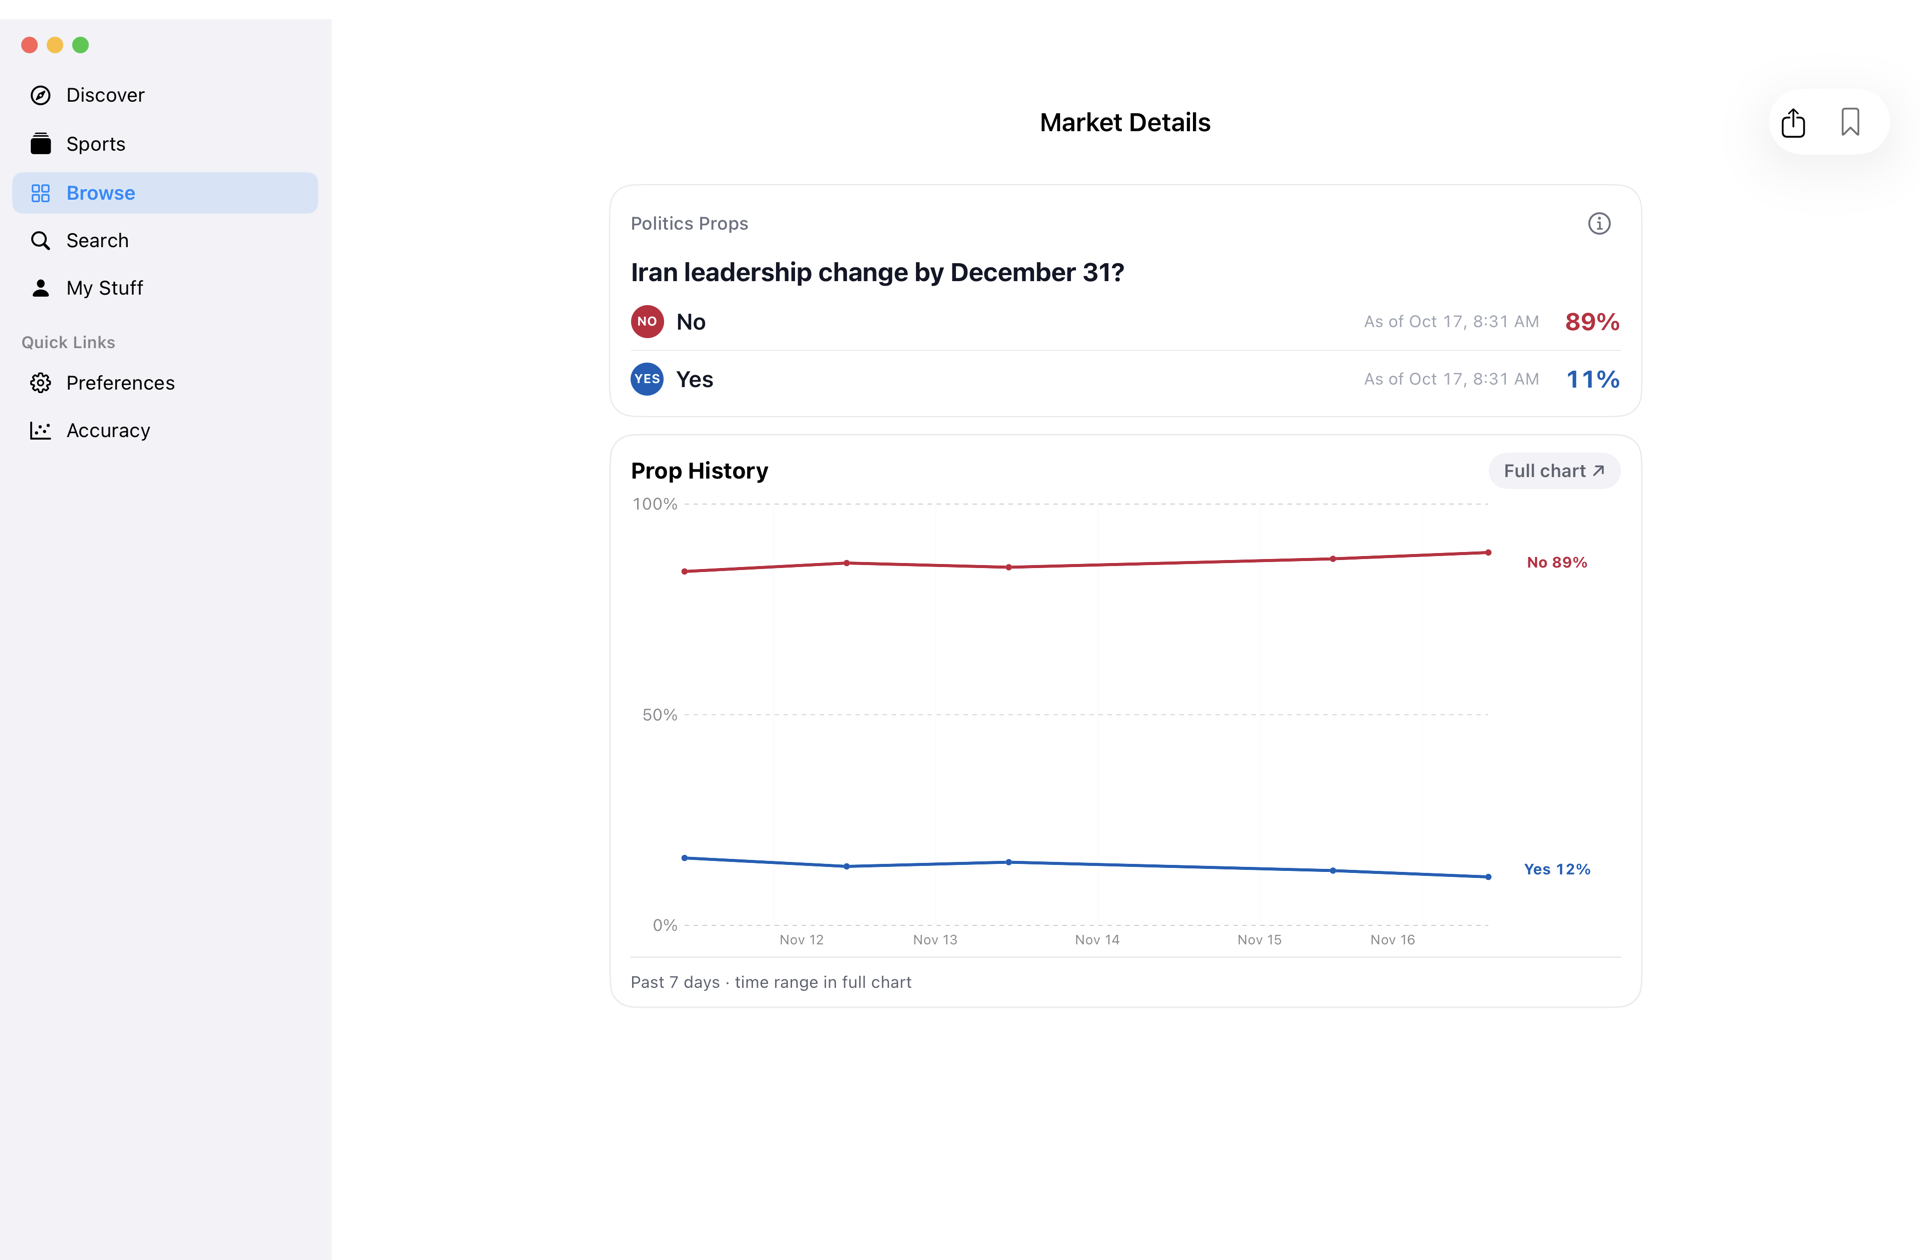 Discover
Sports
Browse
Search
My Stuff
Quick Links
Preferences
Accuracy
Market Details
Politics Props
Iran leadership change by December 31?
NO No As of Oct 17, 8:31 AM 89%
YES Yes As of Oct 17, 8:31 AM 11%
Prop History
Full chart ↗
100%
No 89%
50%
Yes 12%
0%
Nov 12 Nov 13 Nov 14 Nov 15 Nov 16
Past 7 days · time range in full chart